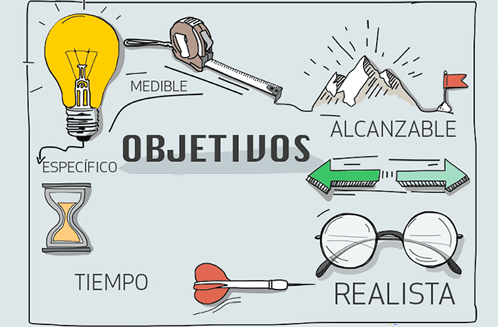 MEDIBLE
OBJETIVOS
ALCANZABLE
ESPECÍFICO
TIEMPO
REALISTA